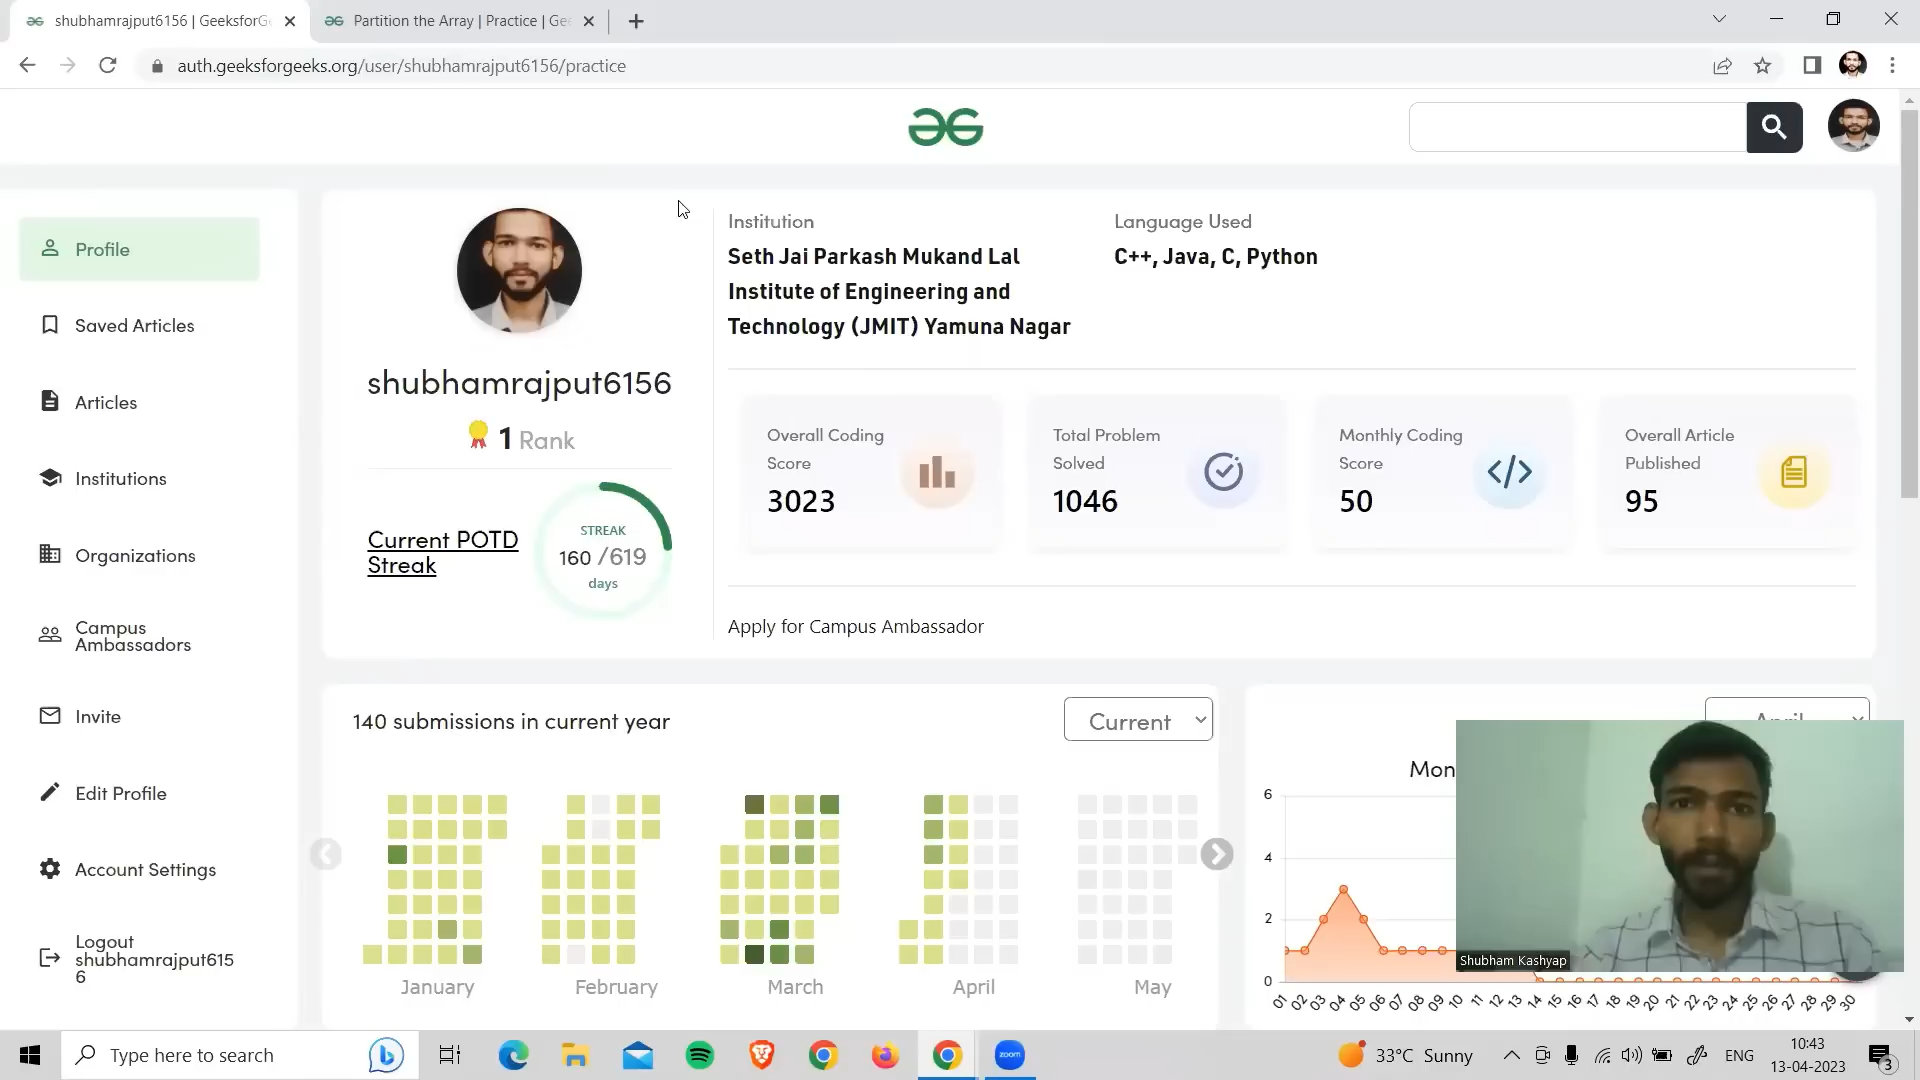 shubhamrajput6156 | GeeksforG
Partition the Array | Practice | Ge
auth.geeksforgeeks.org/user/shubhamrajput6156/practice
Profile
Saved Articles
Articles
Institutions
Organizations
Campus
Ambassadors
Invite
Edit Profile
Account Settings
Logout
shubhamrajput615
6
shubhamrajput6156
1 Rank
Current POTD
Streak
STREAK
160 /619
days
Institution
Seth Jai Parkash Mukand Lal
Institute of Engineering and
Technology (JMIT) Yamuna Nagar
Language Used
C++, Java, C, Python
Overall Coding
Score
3023
Total Problem
Solved
1046
Monthly Coding
Score
50
Overall Article
Published
95
Apply for Campus Ambassador
140 submissions in current year
Current
January
February
March
April
May
April
Mon
6
4
2
0
01 02 03 04 05 06 07 08 09 10 11 12 13 14 15 16 17 18 19 20 21 22 23 24 25 26 27 28 29 30
Shubham Kashyap
Type here to search
zoom
33°C Sunny
ENG
10:43
13-04-2023
3